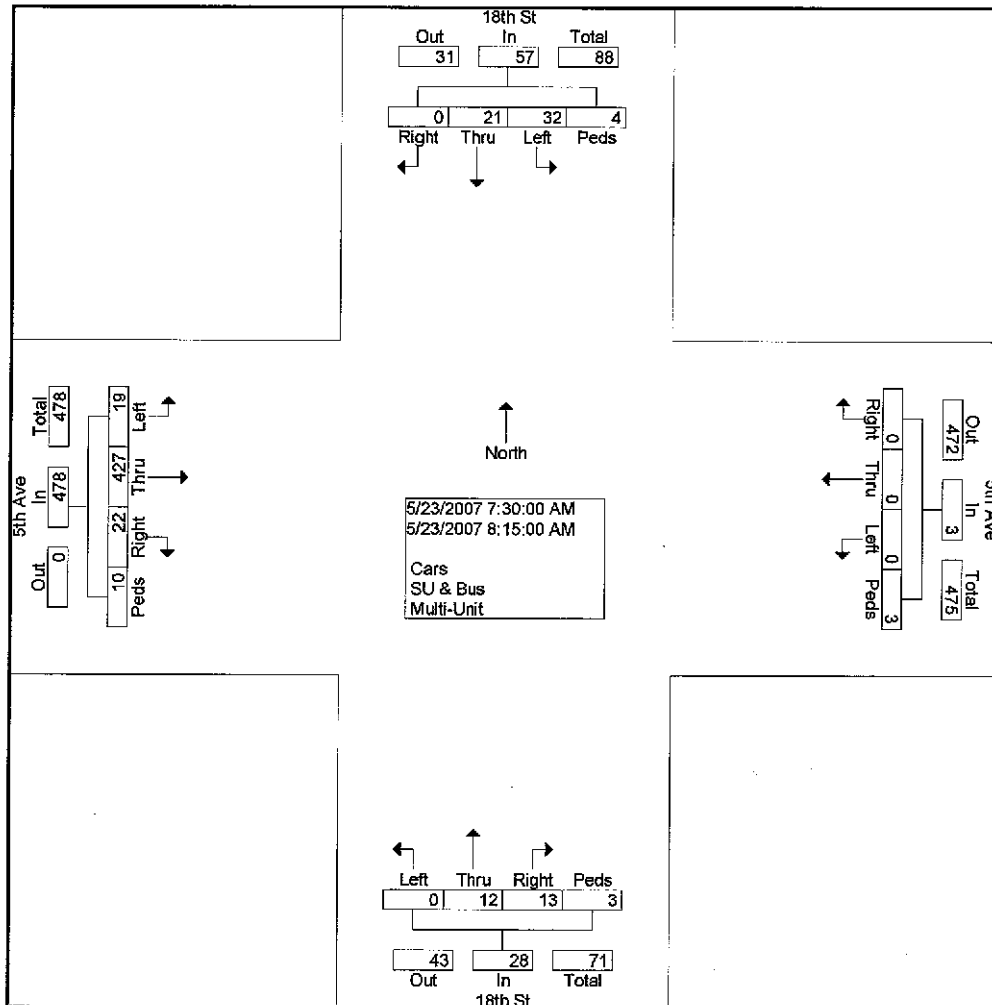 18th St
Out In Total
31 57 88
0 21 32 4
Right Thru Left Peds
Total 478
In 478
Out 0
5th Ave
19 427 22 10
Left Thru Right Peds
North
5/23/2007 7:30:00 AM
5/23/2007 8:15:00 AM
Cars
SU & Bus
Multi-Unit
Right Thru Left Peds
0 0 0 3
Out In Total
472 3 475
5th Ave
Left Thru Right Peds
0 12 13 3
43 28 71
Out In Total
18th St